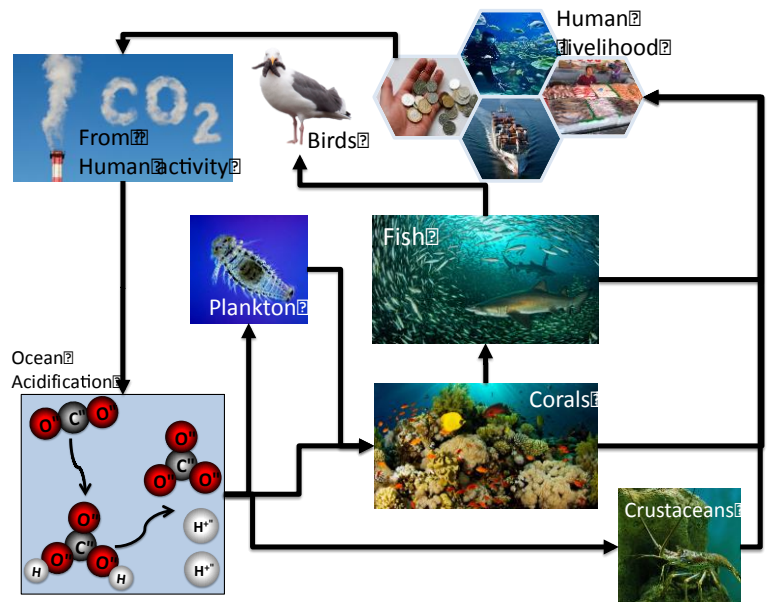 Human
livelihood
CO2
From
Human activity
Birds
Fish
Plankton
Ocean
Acidification
Corals
O" C" O"
O"
C"
O" O"
O"
C"
O" O"
H H
H+"
H+"
Crustaceans